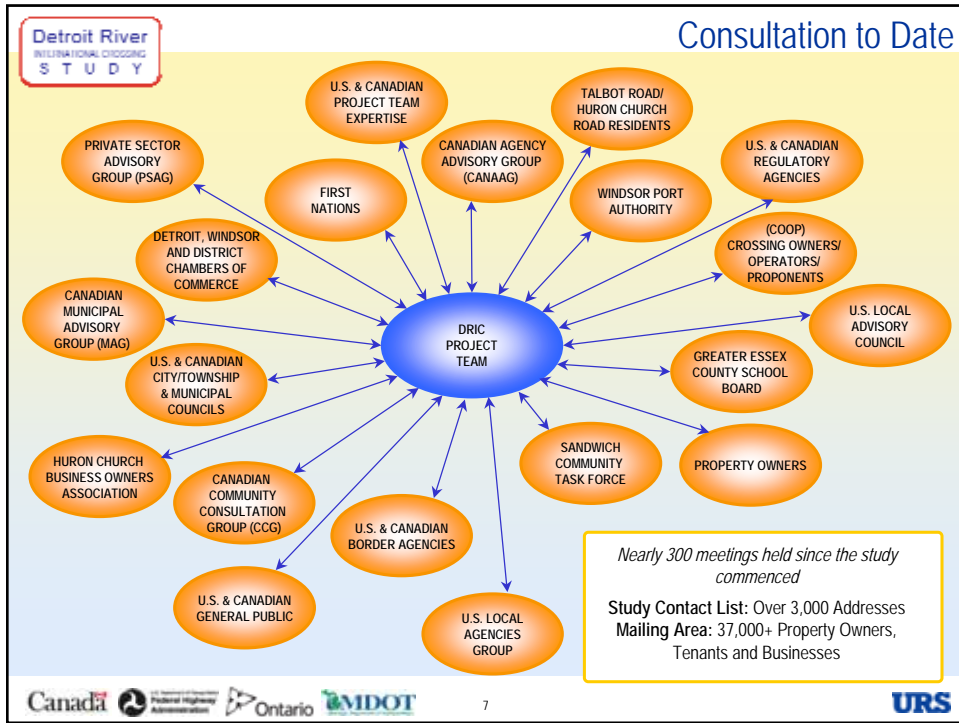 Detroit River
INTERNATIONAL CROSSING
S T U D Y
Consultation to Date
U.S. & CANADIAN
PROJECT TEAM
EXPERTISE
TALBOT ROAD/
HURON CHURCH
ROAD RESIDENTS
PRIVATE SECTOR
ADVISORY
GROUP (PSAG)
CANADIAN AGENCY
ADVISORY GROUP
(CANAAG)
U.S. & CANADIAN
REGULATORY
AGENCIES
FIRST
NATIONS
WINDSOR PORT
AUTHORITY
DETROIT, WINDSOR
AND DISTRICT
CHAMBERS OF
COMMERCE
(COOP)
CROSSING OWNERS/
OPERATORS/
PROPONENTS
CANADIAN
MUNICIPAL
ADVISORY
GROUP (MAG)
DRIC
PROJECT
TEAM
U.S. LOCAL
ADVISORY
COUNCIL
U.S. & CANADIAN
CITY/TOWNSHIP
& MUNICIPAL
COUNCILS
GREATER ESSEX
COUNTY SCHOOL
BOARD
HURON CHURCH
BUSINESS OWNERS
ASSOCIATION
CANADIAN
COMMUNITY
CONSULTATION
GROUP (CCG)
SANDWICH
COMMUNITY
TASK FORCE
PROPERTY OWNERS
U.S. & CANADIAN
BORDER AGENCIES
U.S. & CANADIAN
GENERAL PUBLIC
U.S. LOCAL
AGENCIES
GROUP
Nearly 300 meetings held since the study
commenced
Study Contact List: Over 3,000 Addresses
Mailing Area: 37,000+ Property Owners,
Tenants and Businesses
Canada
Federal Highway
Administration
Ontario
MDOT
7
URS